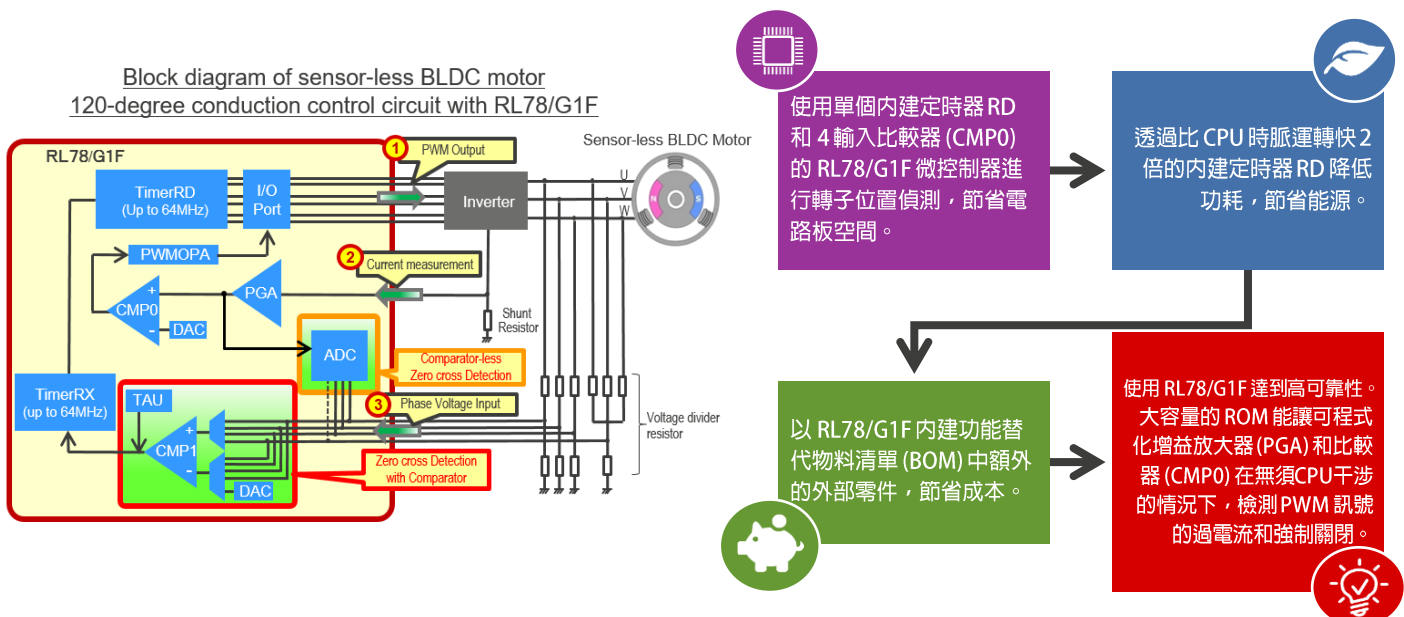 Block diagram of sensor-less BLDC motor
120-degree conduction control circuit with RL78/G1F
RL78/G1F
TimerRD
(Up to 64MHz)
I/O
Port
1
PWM Output
Inverter
Sensor-less BLDC Motor
U
V
W
N
S
PWMOPA
2
Current measurement
CMP0
+
-
DAC
PGA
Shunt
Resistor
ADC
Comparator-less
Zero cross Detection
TimerRX
(up to 64MHz)
TAU
3
Phase Voltage Input
CMP1
+
-
DAC
Zero cross Detection
with Comparator
Voltage divider
resistor
使用單個內建定時器 RD
和 4 輸入比較器 (CMP0)
的 RL78/G1F 微控制器進
行轉子位置偵測，節省電
路板空間。
透過比 CPU 時脈運轉快 2
倍的內建定時器 RD 降低
功耗，節省能源。
以 RL78/G1F 內建功能替
代物料清單 (BOM) 中額外
的外部零件，節省成本。
使用 RL78/G1F 達到高可靠性。
大容量的 ROM 能讓可程式
化增益放大器 (PGA) 和比較
器 (CMP0) 在無須CPU干涉
的情況下，檢測 PWM 訊號
的過電流和強制關閉。